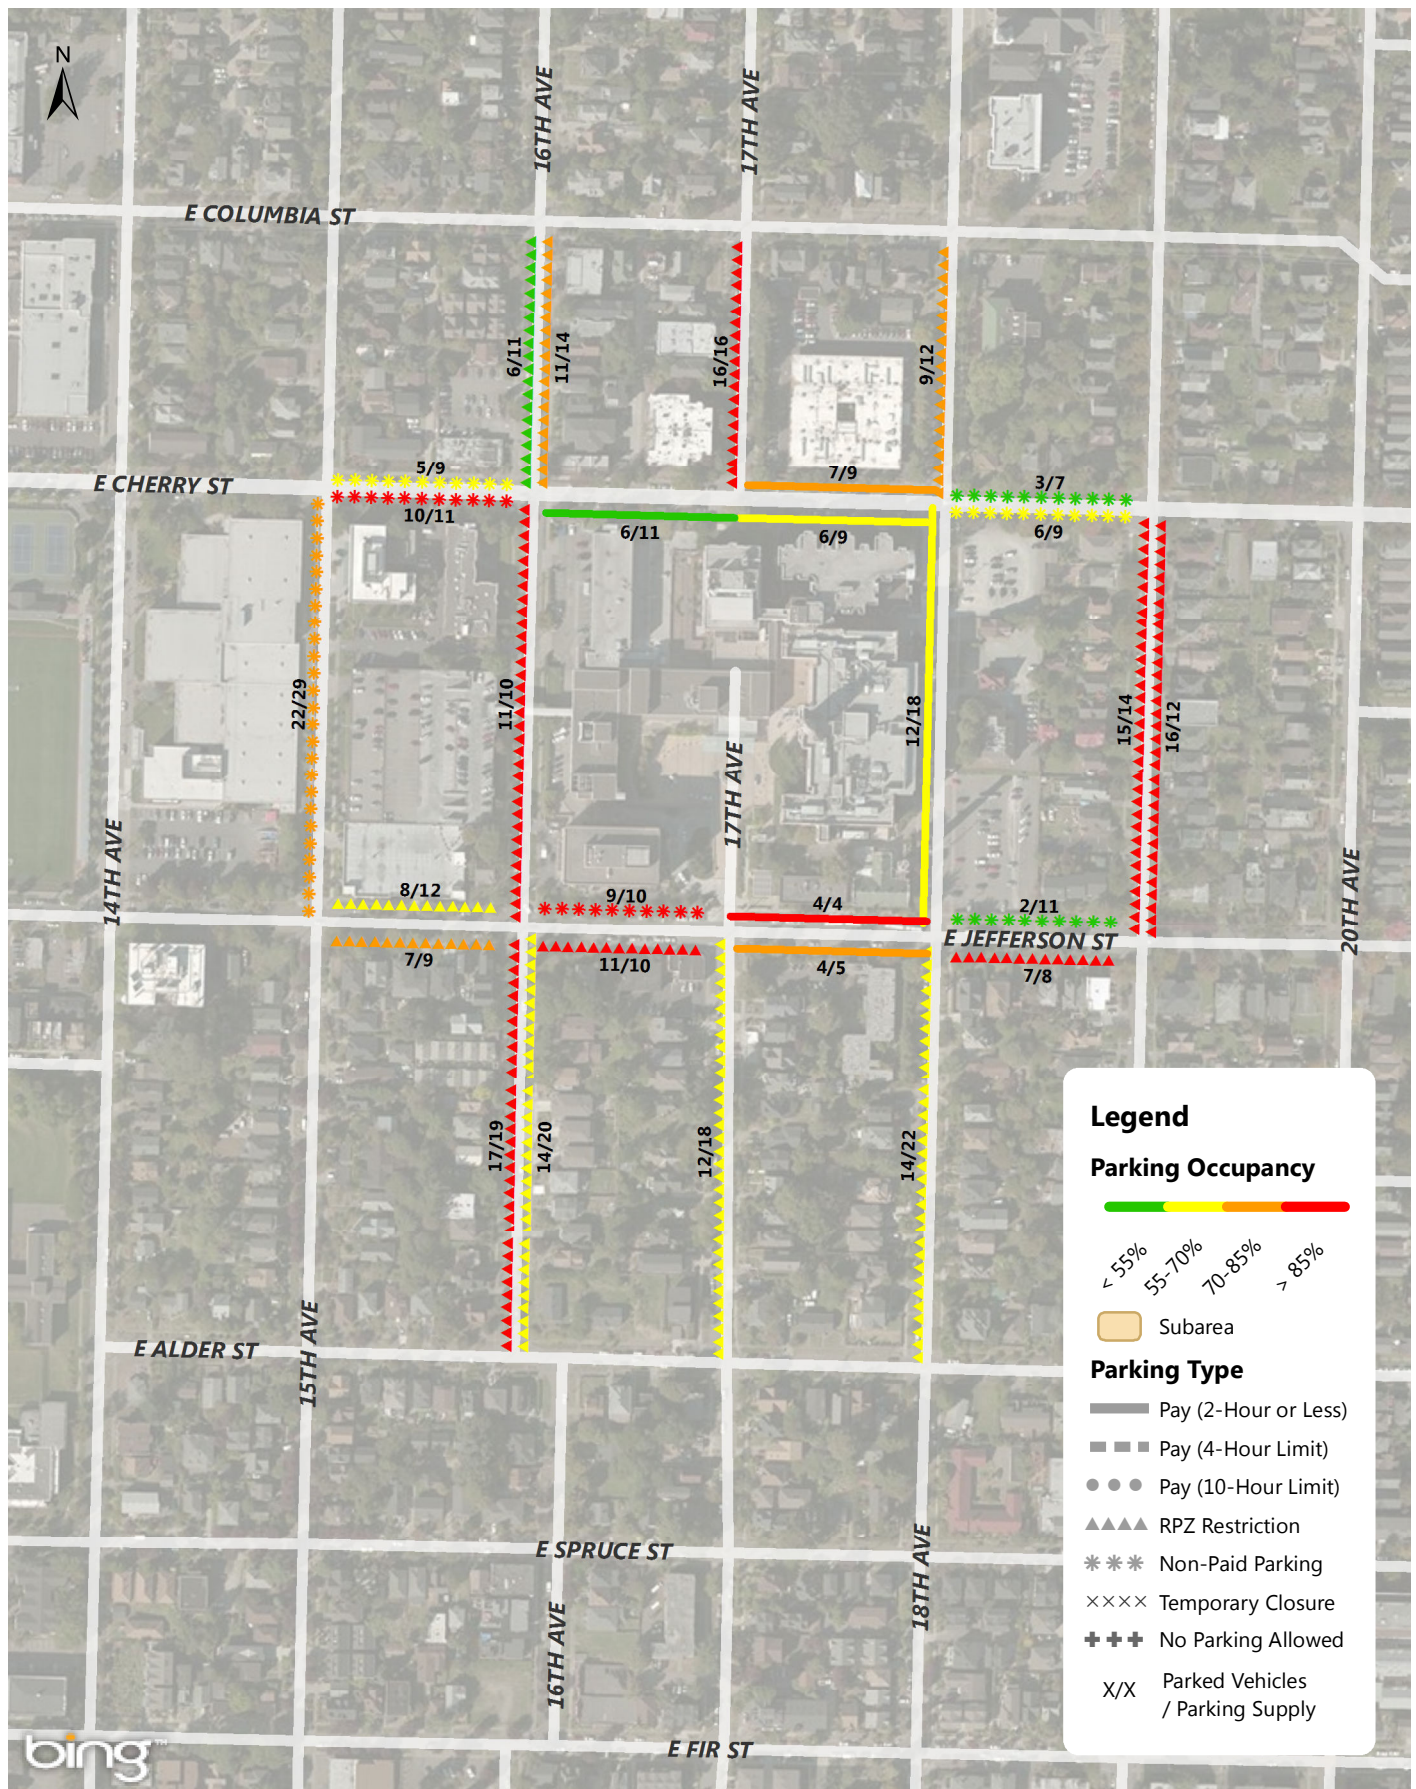 N
16TH AVE
17TH AVE
E COLUMBIA ST
6/11
11/14
16/16
9/12
5/9
7/9
3/7
E CHERRY ST
10/11
6/11
6/9
6/9
22/29
11/10
12/18
15/14
16/12
17TH AVE
14TH AVE
20TH AVE
8/12
9/10
4/4
2/11
E JEFFERSON ST
7/9
11/10
4/5
7/8
17/19
14/20
12/18
14/22
E ALDER ST
15TH AVE
E SPRUCE ST
18TH AVE
16TH AVE
E FIR ST
bing™
Legend
Parking Occupancy
< 55%
55-70%
70-85%
> 85%
Subarea
Parking Type
Pay (2-Hour or Less)
Pay (4-Hour Limit)
Pay (10-Hour Limit)
RPZ Restriction
Non-Paid Parking
Temporary Closure
No Parking Allowed
X/X
Parked Vehicles
/ Parking Supply